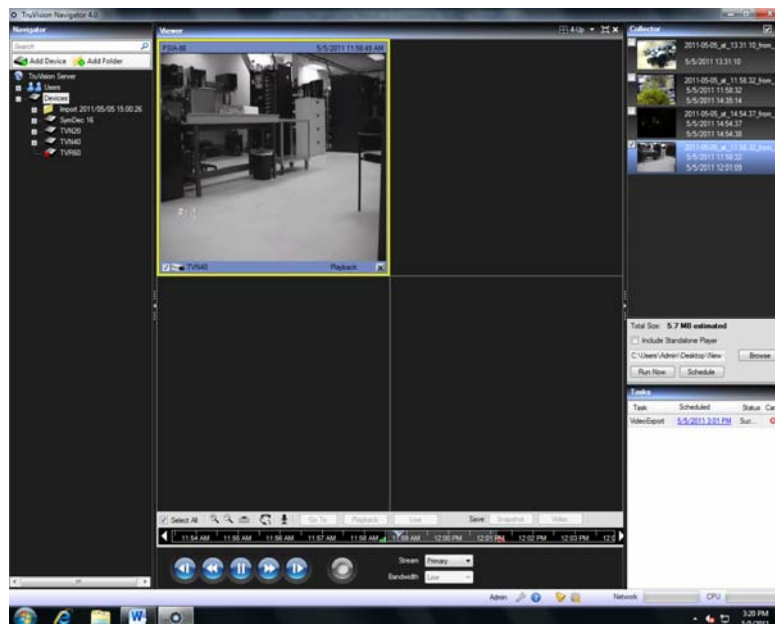 TruVision Navigator 4.0
Navigator
Search
Add Device Add Folder
TruVision Server
Users
Devices
Import 2011/05/05 15:00:26
SymDec 16
TVN20
TVN40
TVR60
Viewer
4-Up
PSIA-88 5/5/2011 11:58:49 AM
TVN40 Playback
Select All Go To Playback Live Save: Snapshot Video
11:54 AM 11:55 AM 11:56 AM 11:57 AM 11:58 AM 11:59 AM 12:00 PM 12:01 PM 12:02 PM 12:03 PM 12:0
Stream Primary
Bandwidth Low
Collector
2011-05-05_at_13.31.10_from_
5/5/2011 13:31:10
2011-05-05_at_11.58.32_from_
5/5/2011 11:58:32
5/5/2011 14:35:14
2011-05-05_at_14.54.37_from_
5/5/2011 14:54:37
5/5/2011 14:54:38
2011-05-05_at_11.58.32_from_
5/5/2011 11:58:32
5/5/2011 12:01:09
Total Size: 5.7 MB estimated
Include Standalone Player
C:\Users\Admin\Desktop\New Browse
Run Now Schedule
Tasks
Task Scheduled Status Can
VideoExport 5/5/2011 3:01 PM Suc...
Admin Network CPU
3:20 PM
5/5/2011